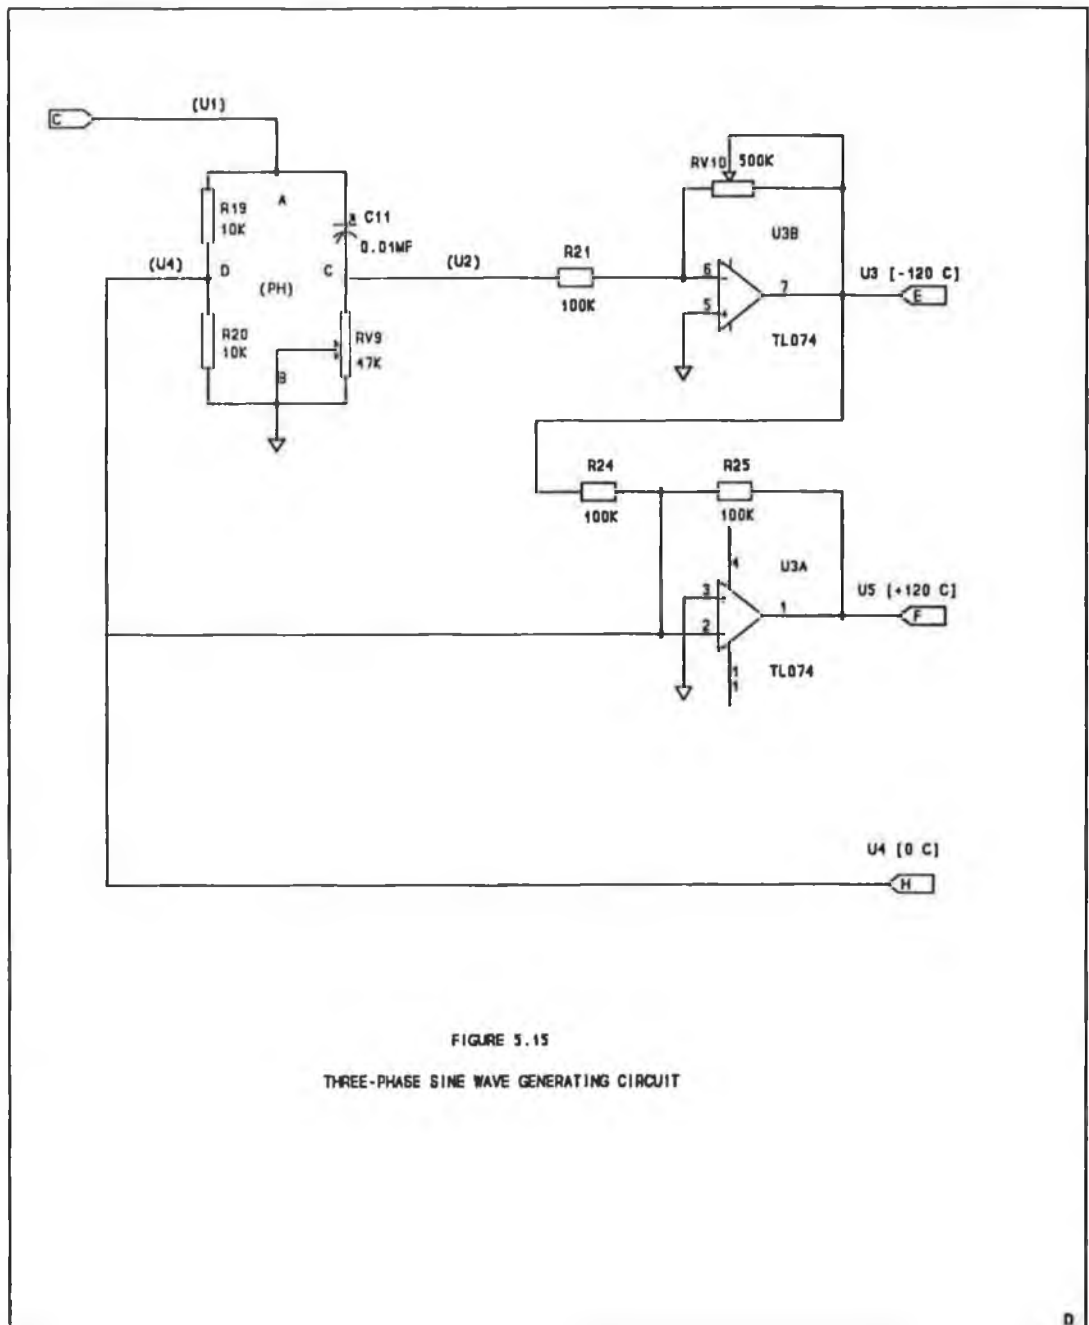 (U1)
C
A
R19
10K
C11
0.01MF
RV10 500K
U3B
(U4)
D
C
(U2)
R21
100K
6
5
7
U3 [-120 C]
E
(PH)
R20
10K
RV9
47K
B
TL074
R24
100K
R25
100K
4
U3A
3
2
1
U5 [+120 C]
F
1
1
TL074
U4 [0 C]
H
FIGURE 5.15
THREE-PHASE SINE WAVE GENERATING CIRCUIT
D